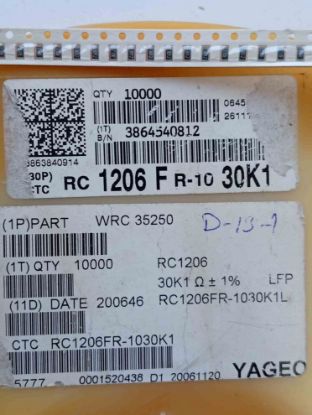 QTY 10000
0645
(1T) 3864540812
B/N
3863840914
30P)
CTC RC 1206 F R-10 30K1
(1P)PART WRC 35250 D-13-1
(1T) QTY 10000 RC1206
30K1 Ω ± 1% LFP
(11D) DATE 200646 RC1206FR-1030K1L
CTC RC1206FR-1030K1
YAGEO
5777 0001520438 D1 20061120